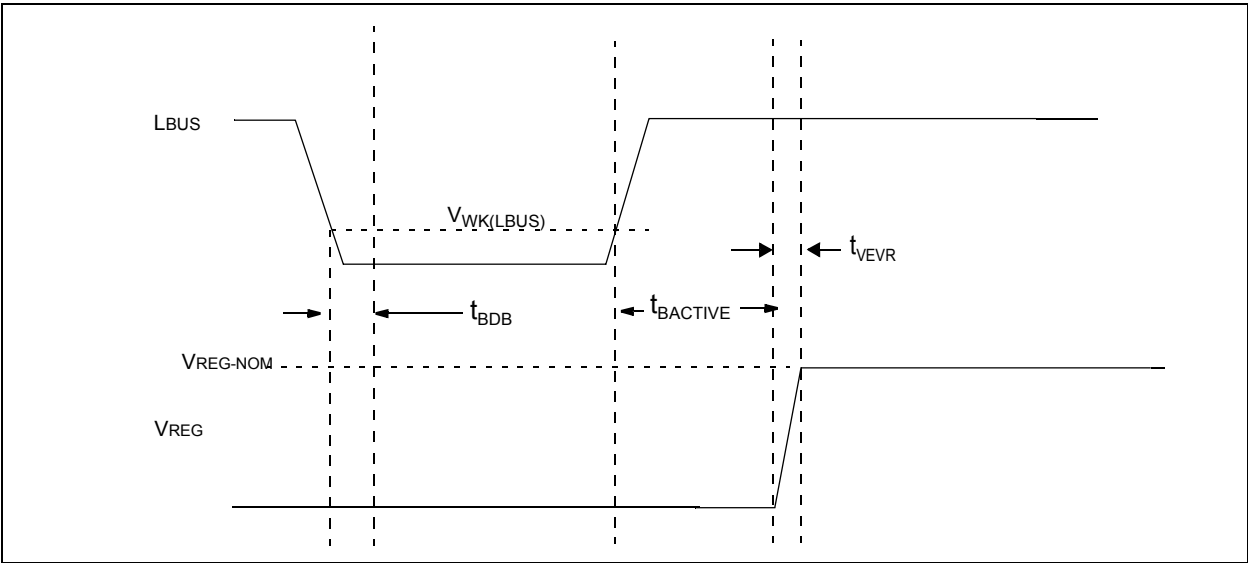 LBUS
VWK(LBUS)
tVEVR
tBDB
tBACTIVE
VREG-NOM
VREG